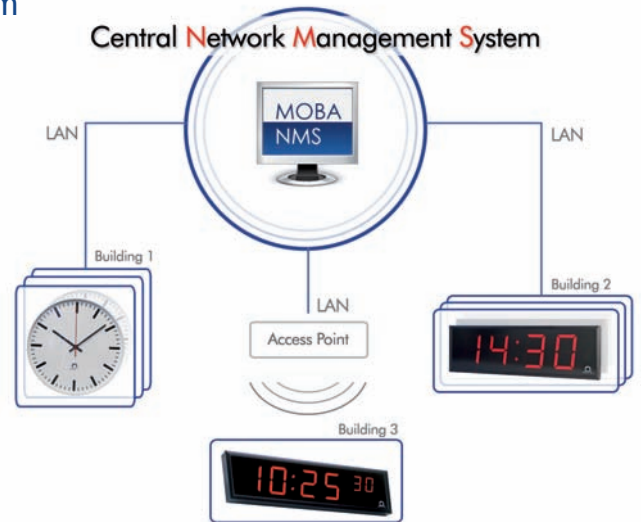 m
Central Network Management System
MOBA
NMS
LAN
LAN
Building 1
Building 2
LAN
Access Point
14:30
Building 3
10:25 30